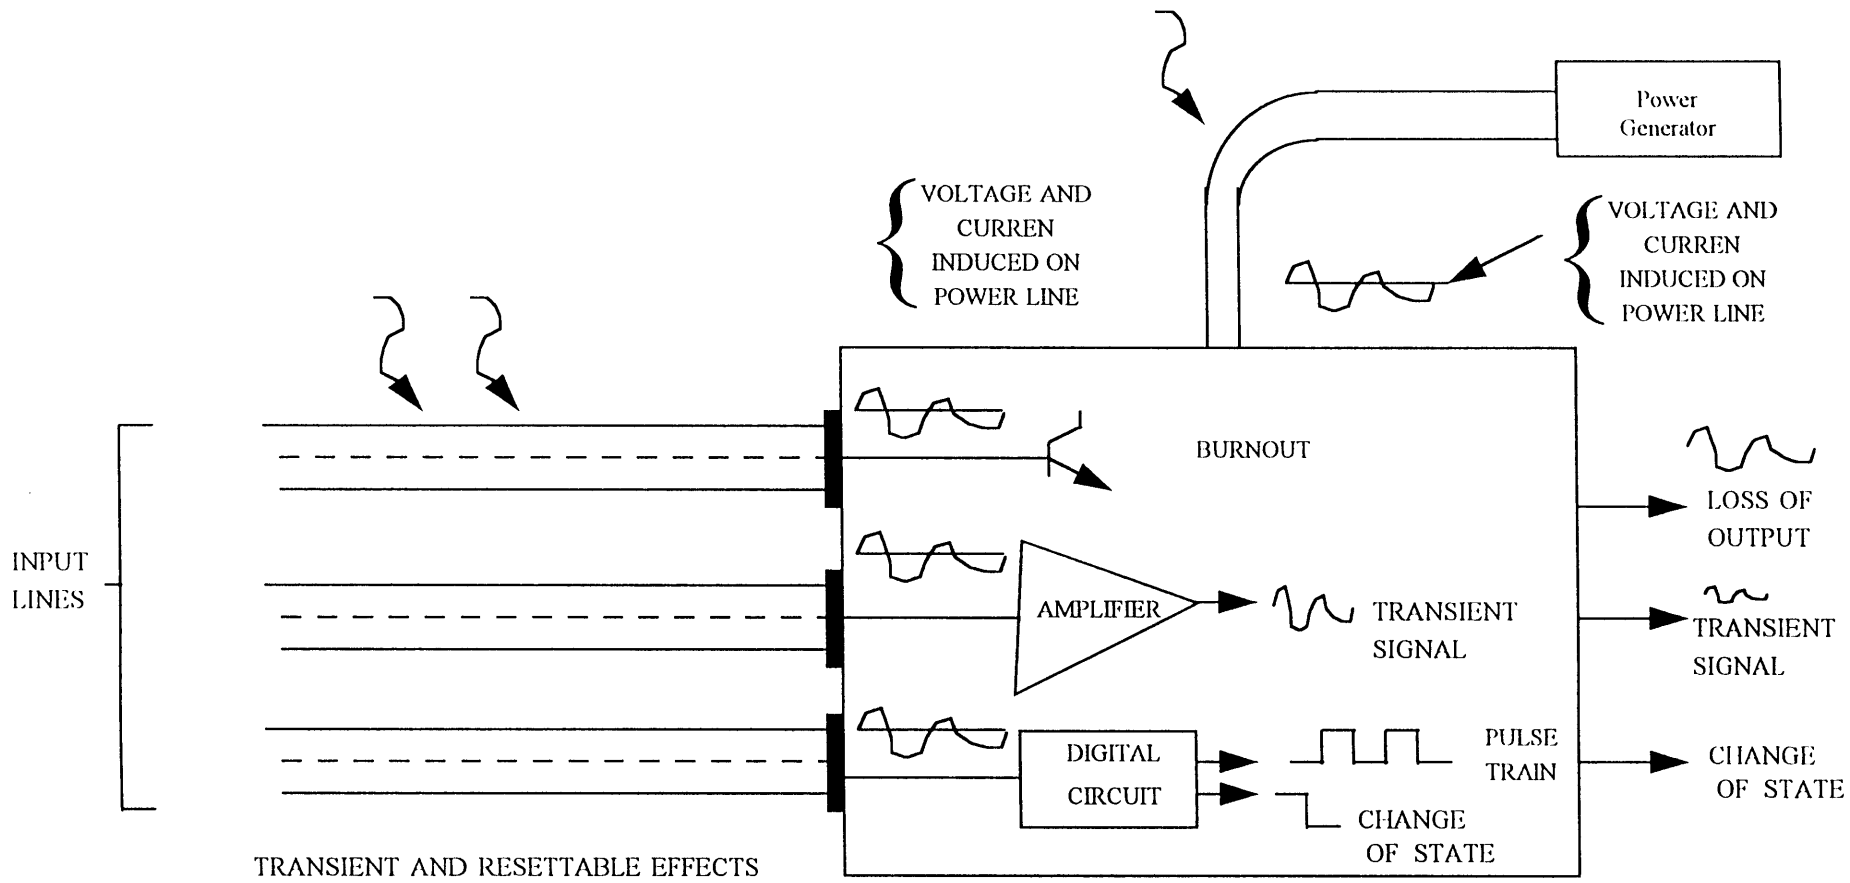 Power
Generator
VOLTAGE AND
CURREN
INDUCED ON
POWER LINE
VOLTAGE AND
CURREN
INDUCED ON
POWER LINE
BURNOUT
LOSS OF
OUTPUT
INPUT
LINES
AMPLIFIER
TRANSIENT
SIGNAL
TRANSIENT
SIGNAL
DIGITAL
CIRCUIT
PULSE
TRAIN
CHANGE
OF STATE
CHANGE
OF STATE
TRANSIENT AND RESETTABLE EFFECTS